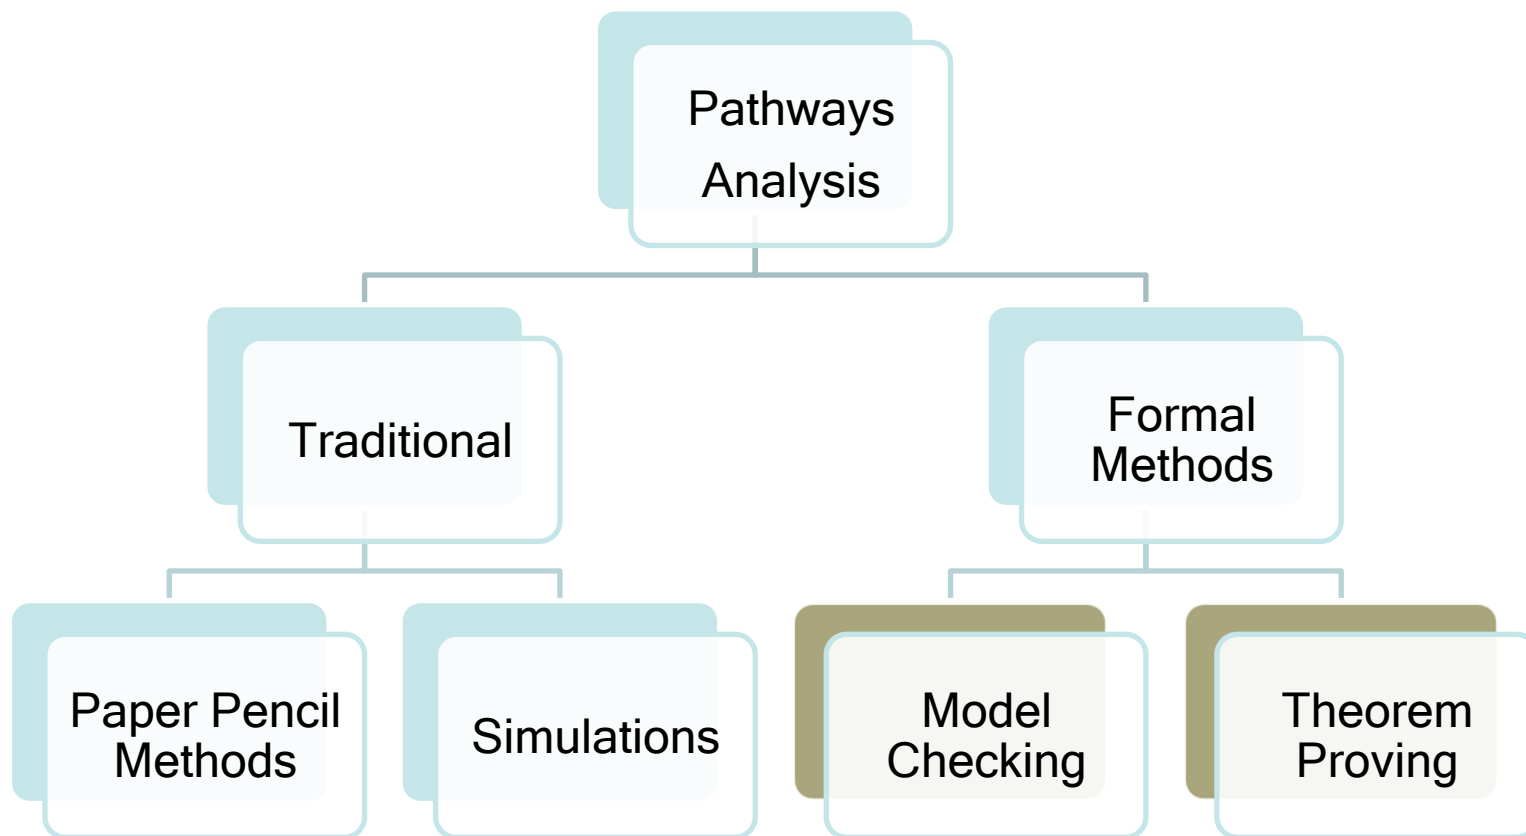 Pathways
Analysis
Traditional
Formal
Methods
Paper Pencil
Methods
Simulations
Model
Checking
Theorem
Proving